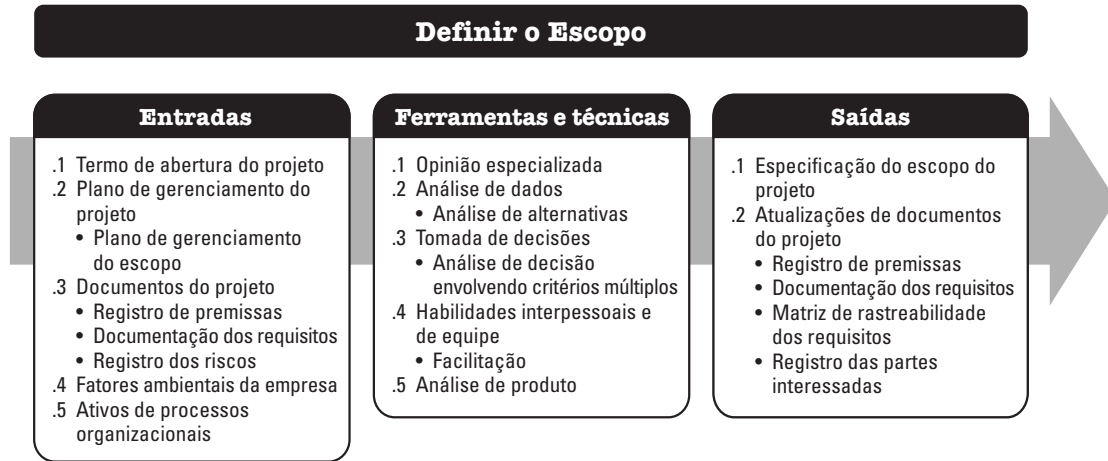 Definir o Escopo
Entradas
.1 Termo de abertura do projeto
.2 Plano de gerenciamento do
projeto
• Plano de gerenciamento
do escopo
.3 Documentos do projeto
• Registro de premissas
• Documentação dos requisitos
• Registro dos riscos
.4 Fatores ambientais da empresa
.5 Ativos de processos
organizacionais
Ferramentas e técnicas
.1 Opinião especializada
.2 Análise de dados
• Análise de alternativas
.3 Tomada de decisões
• Análise de decisão
envolvendo critérios múltiplos
.4 Habilidades interpessoais e
de equipe
• Facilitação
.5 Análise de produto
Saídas
.1 Especificação do escopo do
projeto
.2 Atualizações de documentos
do projeto
• Registro de premissas
• Documentação dos requisitos
• Matriz de rastreabilidade
dos requisitos
• Registro das partes
interessadas